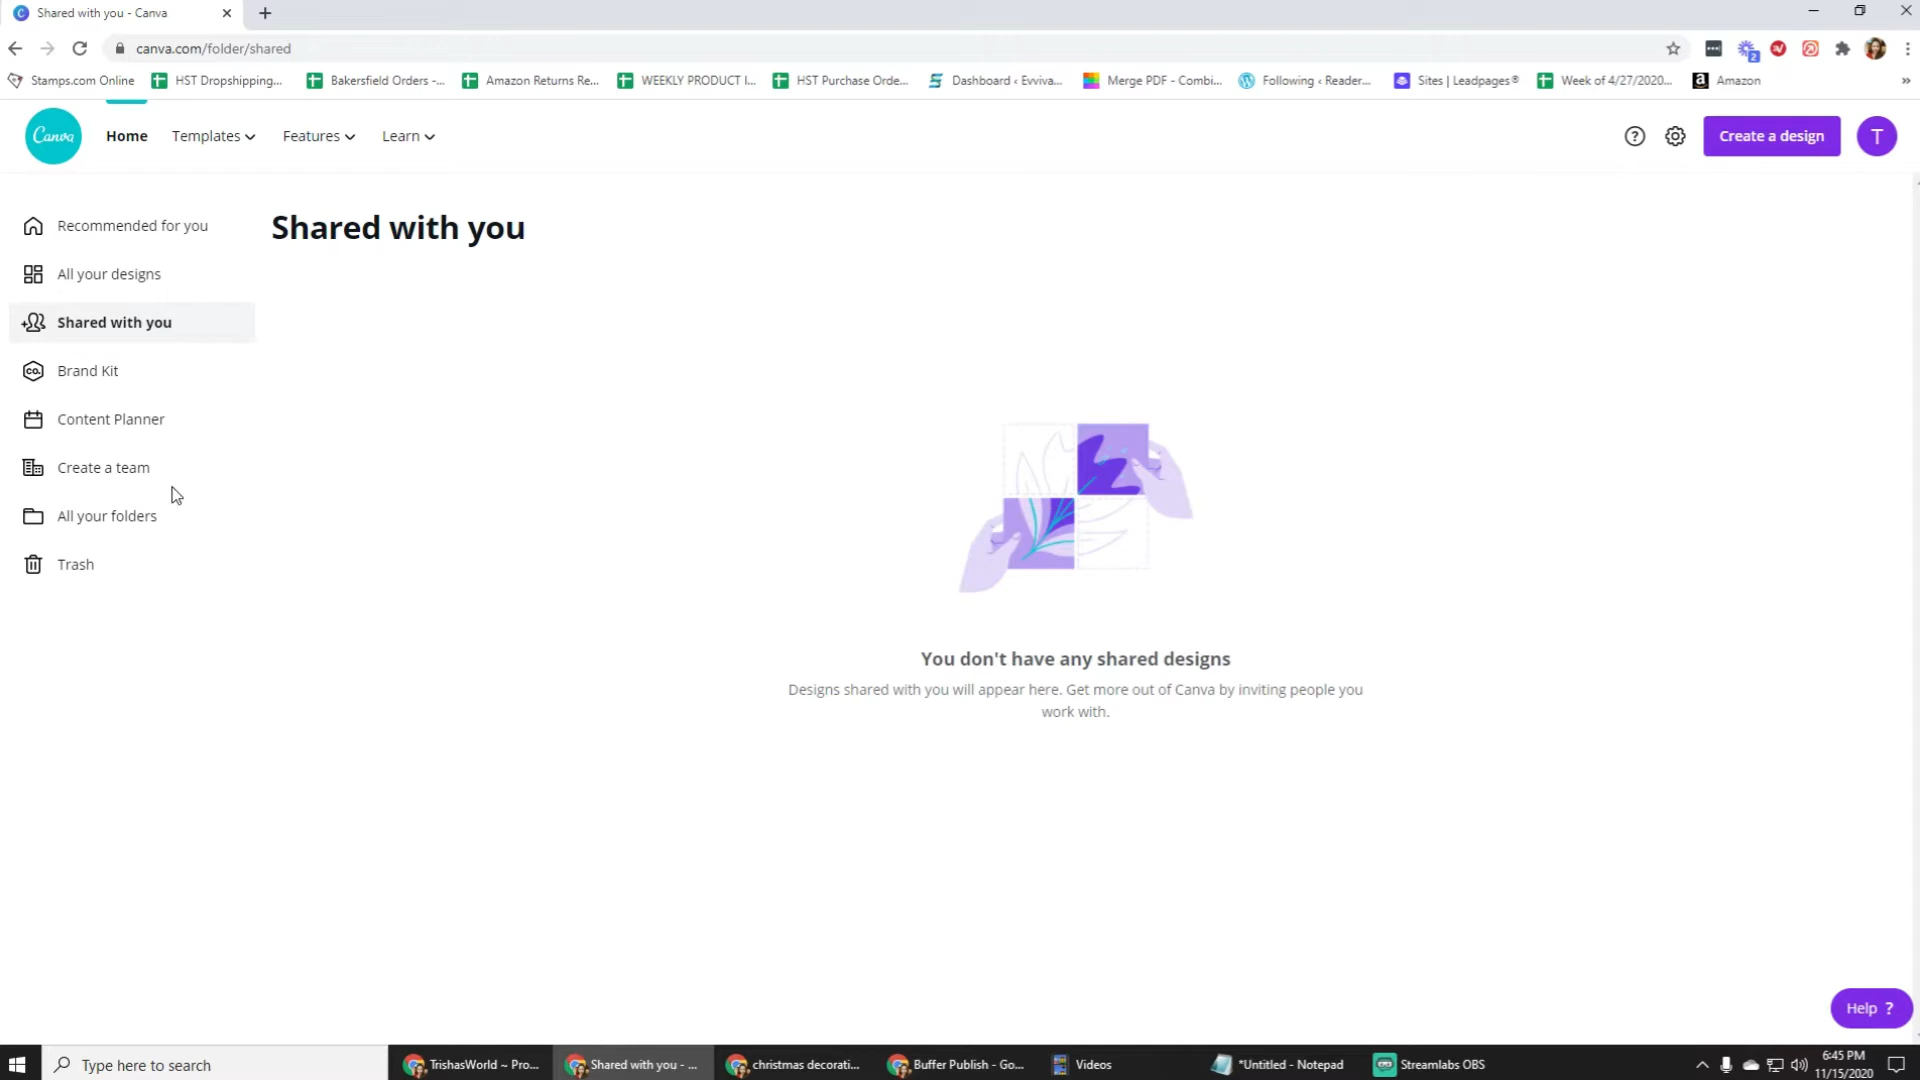 Shared with you - Canva
canva.com/folder/shared
2
Stamps.com Online HST Dropshipping... Bakersfield Orders -... Amazon Returns Re... WEEKLY PRODUCT I... HST Purchase Orde... Dashboard ‹ Evviva... Merge PDF - Combi... Following ‹ Reader... Sites | Leadpages® Week of 4/27/2020... Amazon »
Canva Home Templates Features Learn Create a design T
Recommended for you
All your designs
Shared with you
Brand Kit
Content Planner
Create a team
All your folders
Trash
Shared with you
You don't have any shared designs
Designs shared with you will appear here. Get more out of Canva by inviting people you
work with.
Help ?
Type here to search TrishasWorld ~ Pro... Shared with you - ... christmas decorati... Buffer Publish - Go... Videos *Untitled - Notepad Streamlabs OBS
6:45 PM
11/15/2020